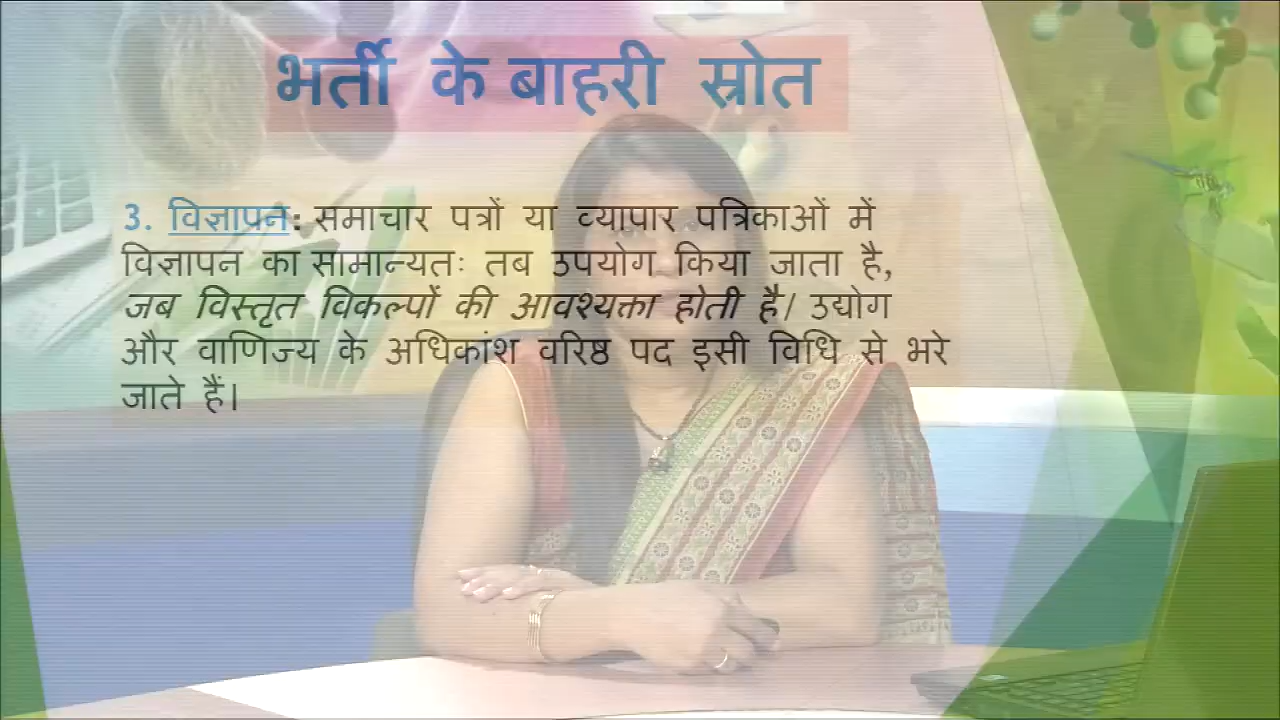 भर्ती के बाहरी स्रोत
3. विज्ञापन: समाचार पत्रों या व्यापार पत्रिकाओं में
विज्ञापन का सामान्यतः तब उपयोग किया जाता है,
जब विस्तृत विकल्पों की आवश्यक्ता होती है। उद्योग
और वाणिज्य के अधिकांश वरिष्ठ पद इसी विधि से भरे
जाते हैं।